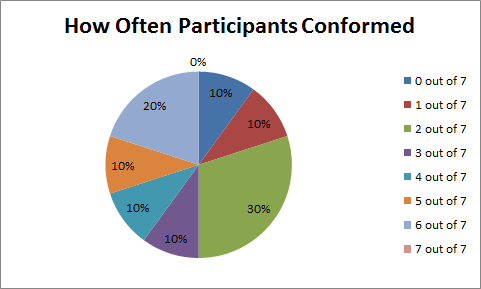 How Often Participants Conformed
0%
10%
10%
30%
10%
10%
10%
20%
0 out of 7
1 out of 7
2 out of 7
3 out of 7
4 out of 7
5 out of 7
6 out of 7
7 out of 7